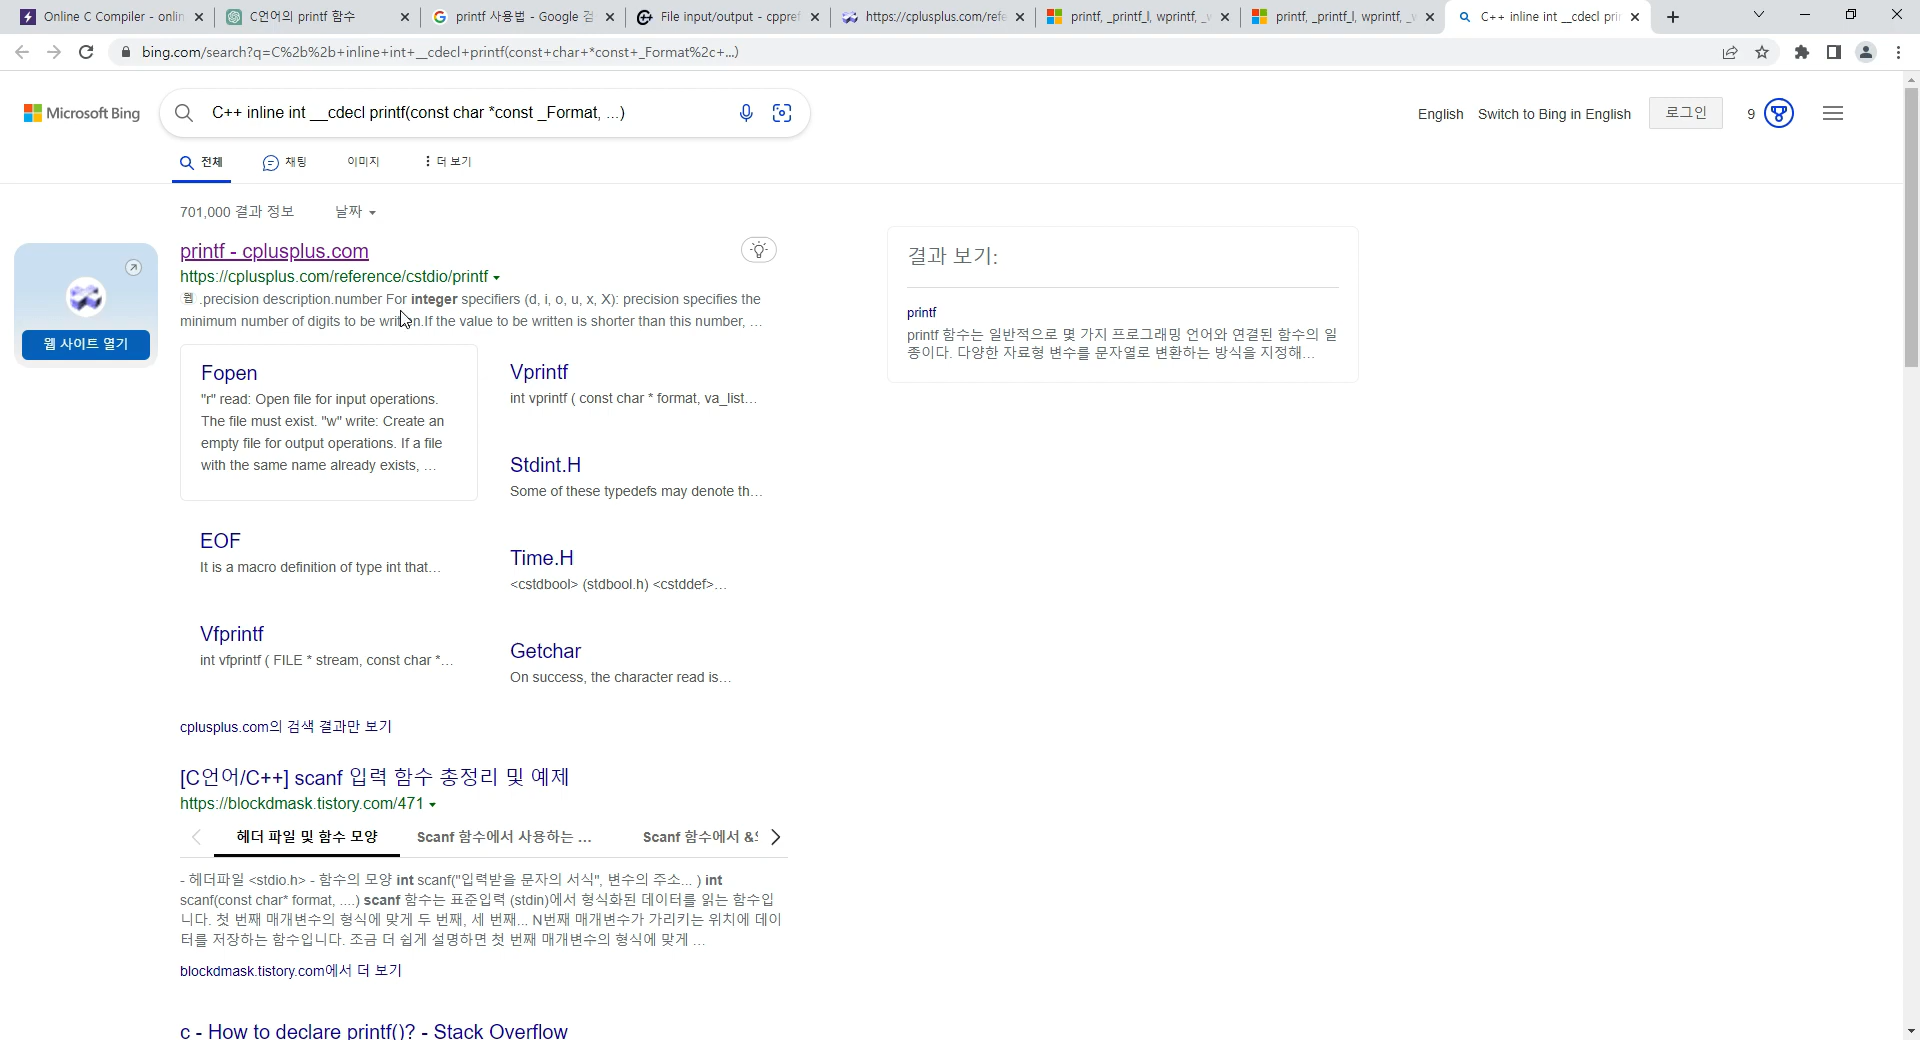 Online C Compiler - onlin
C언어의 printf 함수
printf 사용법 - Google 검
File input/output - cppref
https://cplusplus.com/refe
printf, _printf_l, wprintf, _w
printf, _printf_l, wprintf, _w
C++ inline int __cdecl prin
bing.com/search?q=C%2b%2b+inline+int+__cdecl+printf(const+char+*const+_Format%2c+...)
Microsoft Bing
C++ inline int __cdecl printf(const char *const _Format, ...)
English
Switch to Bing in English
로그인
9
전체
채팅
이미지
더 보기
701,000 결과 정보
날짜
printf - cplusplus.com
https://cplusplus.com/reference/cstdio/printf
웹 .precision description.number For integer specifiers (d, i, o, u, x, X): precision specifies the
minimum number of digits to be written.If the value to be written is shorter than this number, ...
웹 사이트 열기
Fopen
"r" read: Open file for input operations.
The file must exist. "w" write: Create an
empty file for output operations. If a file
with the same name already exists, ...
Vprintf
int vprintf ( const char * format, va_list...
Stdint.H
Some of these typedefs may denote th...
EOF
It is a macro definition of type int that...
Time.H
<cstdbool> (stdbool.h) <cstddef>...
Vfprintf
int vfprintf ( FILE * stream, const char *...
Getchar
On success, the character read is...
cplusplus.com의 검색 결과만 보기
[C언어/C++] scanf 입력 함수 총정리 및 예제
https://blockdmask.tistory.com/471
헤더 파일 및 함수 모양
Scanf 함수에서 사용하는 ...
Scanf 함수에서
- 헤더파일 <stdio.h> - 함수의 모양 int scanf("입력받을 문자의 서식", 변수의 주소... ) int
scanf(const char* format, ....) scanf 함수는 표준입력 (stdin)에서 형식화된 데이터를 읽는 함수입
니다. 첫 번째 매개변수의 형식에 맞게 두 번째, 세 번째... N번째 매개변수가 가리키는 위치에 데이
터를 저장하는 함수입니다. 조금 더 쉽게 설명하면 첫 번째 매개변수의 형식에 맞게 ...
blockdmask.tistory.com에서 더 보기
c - How to declare printf()? - Stack Overflow
결과 보기:
printf
printf 함수는 일반적으로 몇 가지 프로그래밍 언어와 연결된 함수의 일
종이다. 다양한 자료형 변수를 문자열로 변환하는 방식을 지정해...